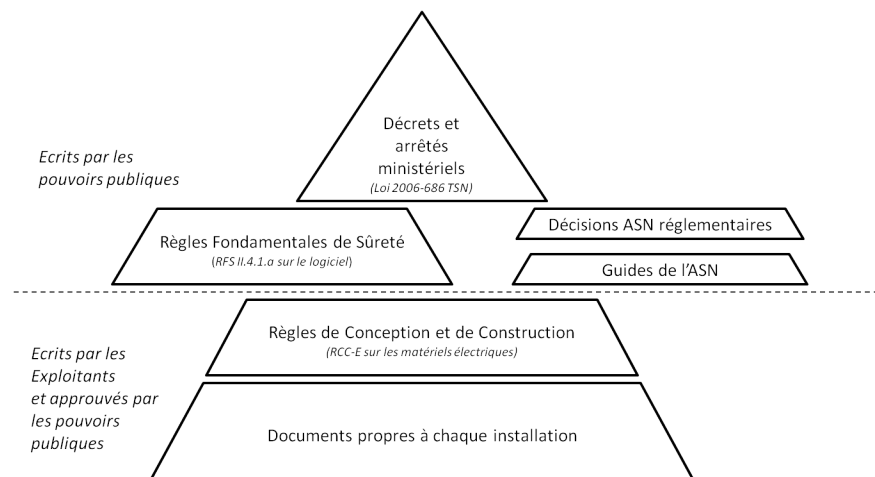 Décrets et
arrêtés
ministériels
(Loi 2006-686 TSN)
Ecrits par les
pouvoirs publiques
Règles Fondamentales de Sûreté
(RFS II.4.1.a sur le logiciel)
Décisions ASN réglementaires
Guides de l'ASN
Règles de Conception et de Construction
(RCC-E sur les matériels électriques)
Ecrits par les
Exploitants
et approuvés par
les pouvoirs
publiques
Documents propres à chaque installation